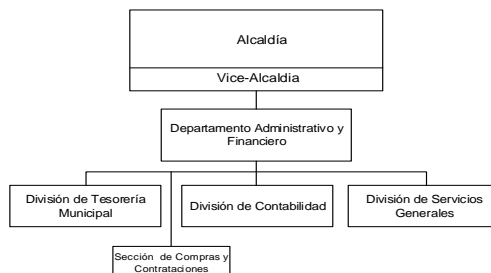 Alcaldía
Vice-Alcaldia
Departamento Administrativo y
Financiero
División de Tesorería
Municipal
División de Contabilidad
División de Servicios
Generales
Sección de Compras y
Contrataciones